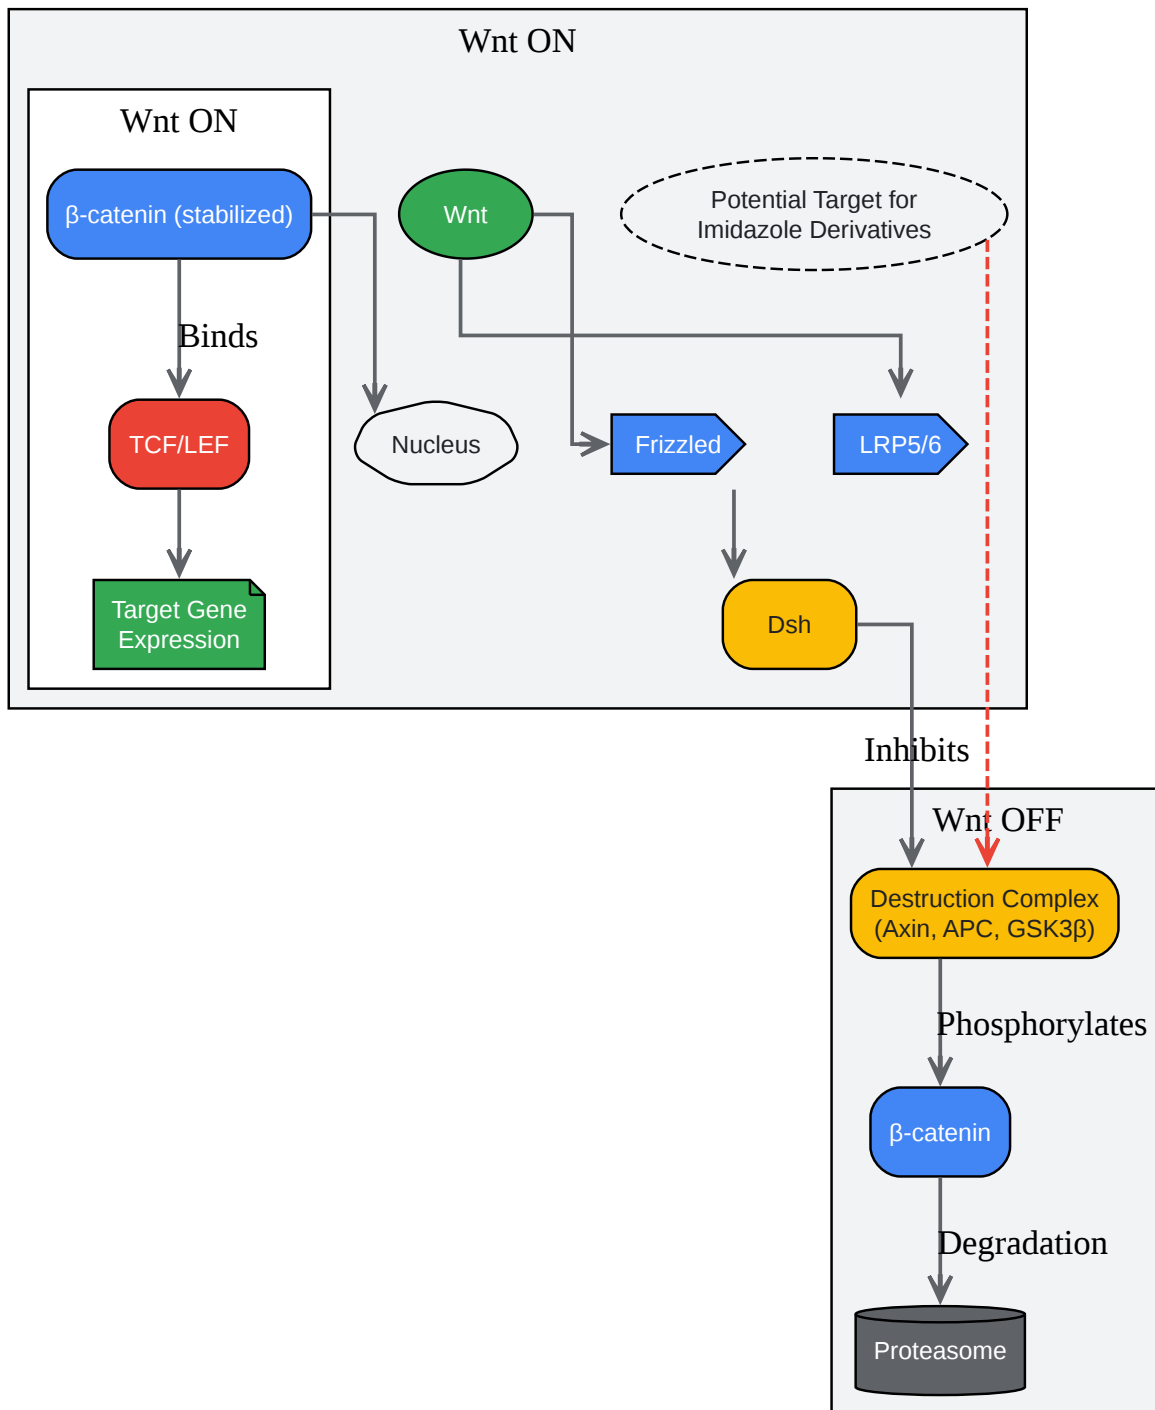 Wnt ON
Wnt ON
β-catenin (stabilized)
Wnt
Potential Target for
Imidazole Derivatives
Binds
TCF/LEF
Nucleus
Frizzled
LRP5/6
Target Gene
Expression
Dsh
Inhibits
Wnt OFF
Destruction Complex
(Axin, APC, GSK3β)
Phosphorylates
β-catenin
Degradation
Proteasome